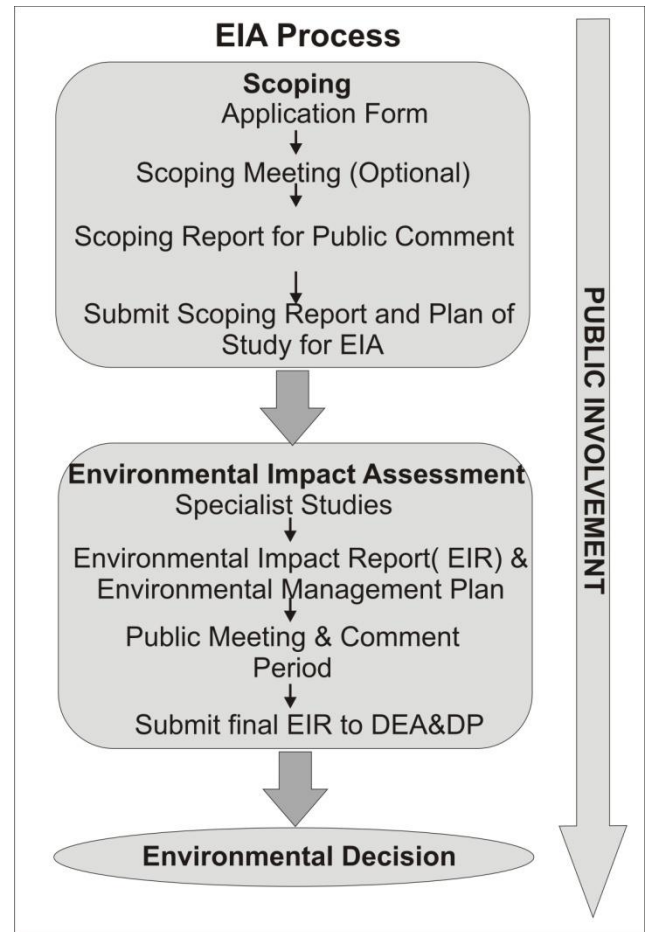 EIA Process
Scoping
Application Form
Scoping Meeting (Optional)
Scoping Report for Public Comment
Submit Scoping Report and Plan of
Study for EIA
Environmental Impact Assessment
Specialist Studies
Environmental Impact Report( EIR) &
Environmental Management Plan
Public Meeting & Comment
Period
Submit final EIR to DEA&DP
Environmental Decision
PUBLIC INVOLVEMENT